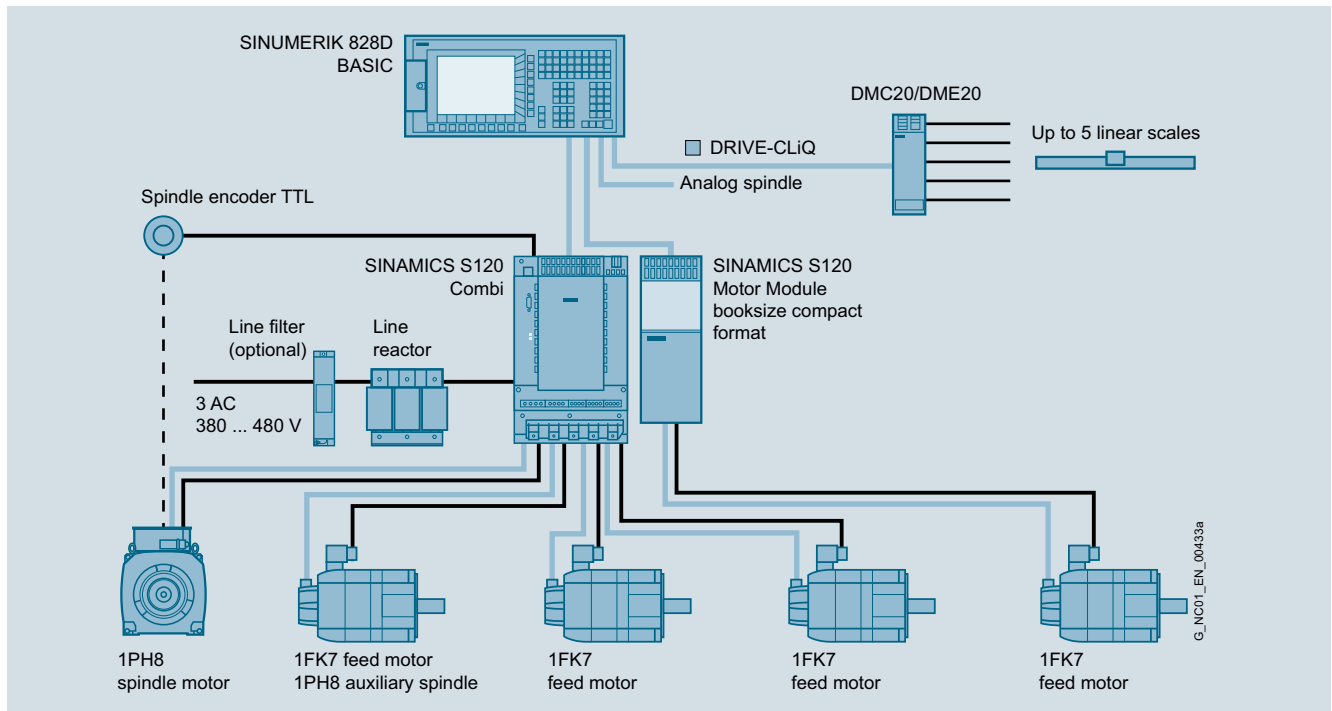 SINUMERIK 828D
BASIC
DMC20/DME20
Up to 5 linear scales
DRIVE-CLiQ
Analog spindle
Spindle encoder TTL
SINAMICS S120
Combi
SINAMICS S120
Motor Module
booksize compact
format
Line filter
(optional)
Line
reactor
3 AC
380 ... 480 V
1PH8
spindle motor
1FK7 feed motor
1PH8 auxiliary spindle
1FK7
feed motor
1FK7
feed motor
1FK7
feed motor
G_NC01_EN_00433a